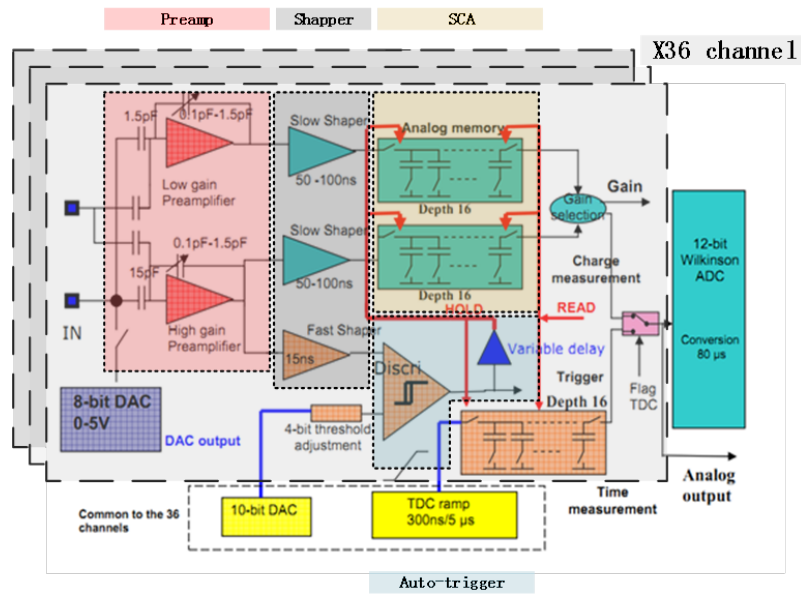 Preamp
Shapper
SCA
X36 channel
1.5pF
0.1pF-1.5pF
Slow Shaper
Analog memory
50 -100ns
Low gain
Preamplifier
Depth 16
Gain
selection
Gain
0.1pF-1.5pF
Slow Shaper
15pF
50-100ns
Depth 16
Charge
measurement
12-bit
Wilkinson
ADC
Conversion
80 µs
HOLD
READ
IN
High gain
Preamplifier
Fast Shaper
15ns
Discri
Variable delay
Trigger
Depth 16
Flag
TDC
8-bit DAC
0-5V
DAC output
4-bit threshold
adjustment
Analog
output
Time
measurement
Common to the 36
channels
10-bit DAC
TDC ramp
300ns/5 µs
Auto-trigger